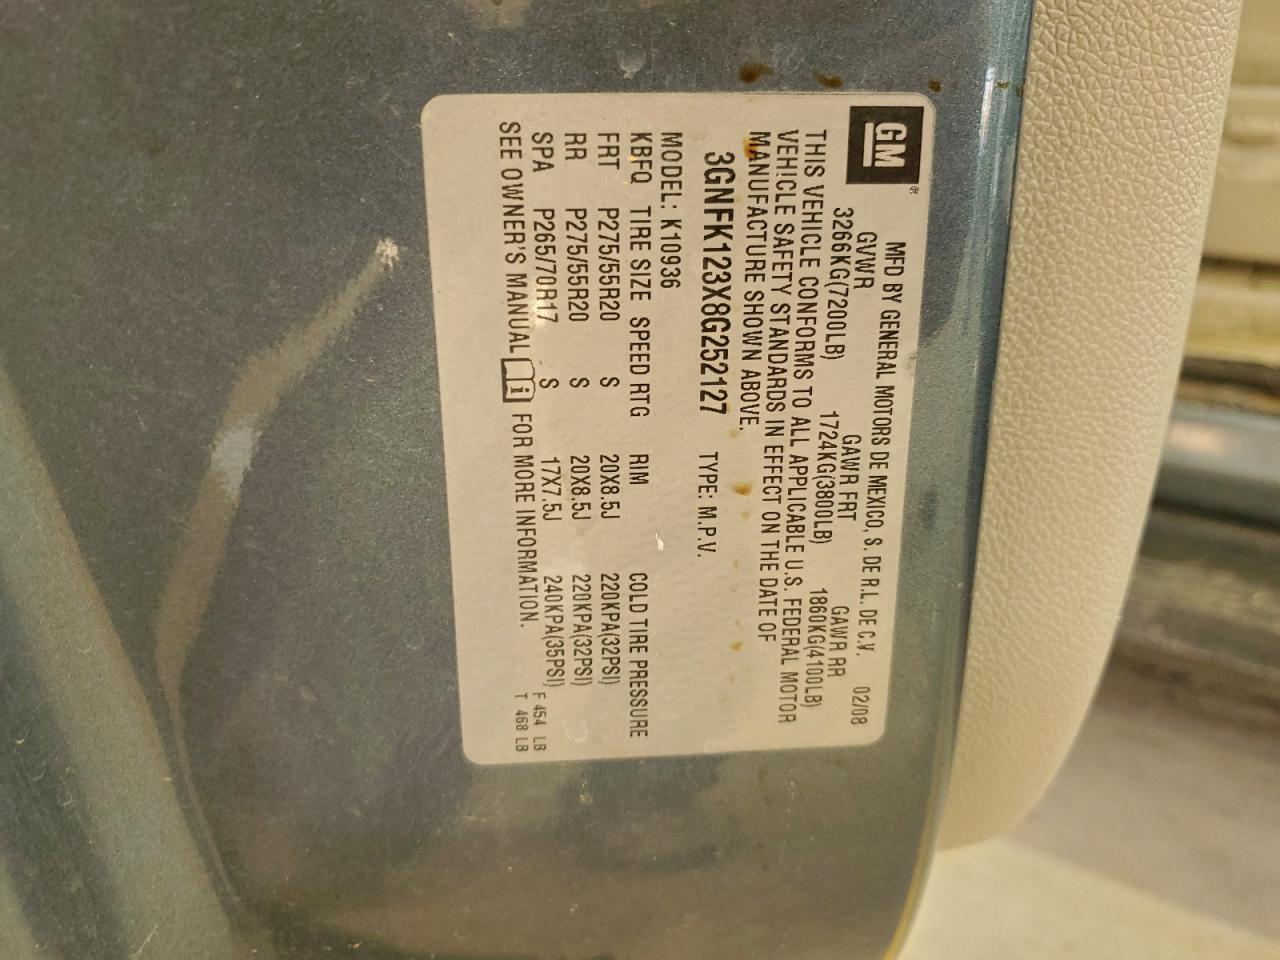 GM®
MFD BY GENERAL MOTORS DE MEXICO, S. DE R.L. DE C.V. 02/08
GVWR GAWR FRT GAWR RR
3266KG(7200LB) 1724KG(3800LB) 1860KG(4100LB)
THIS VEHICLE CONFORMS TO ALL APPLICABLE U.S. FEDERAL MOTOR
VEHICLE SAFETY STANDARDS IN EFFECT ON THE DATE OF
MANUFACTURE SHOWN ABOVE.
3GNFK123X8G252127 TYPE: M.P.V.
MODEL: K10936
KBFQ TIRE SIZE SPEED RTG RIM COLD TIRE PRESSURE
FRT P275/55R20 S 20X8.5J 220KPA(32PSI)
RR P275/55R20 S 20X8.5J 220KPA(32PSI)
SPA P265/70R17 S 17X7.5J 240KPA(35PSI)
SEE OWNER'S MANUAL i FOR MORE INFORMATION.
F 454 LB
T 468 LB